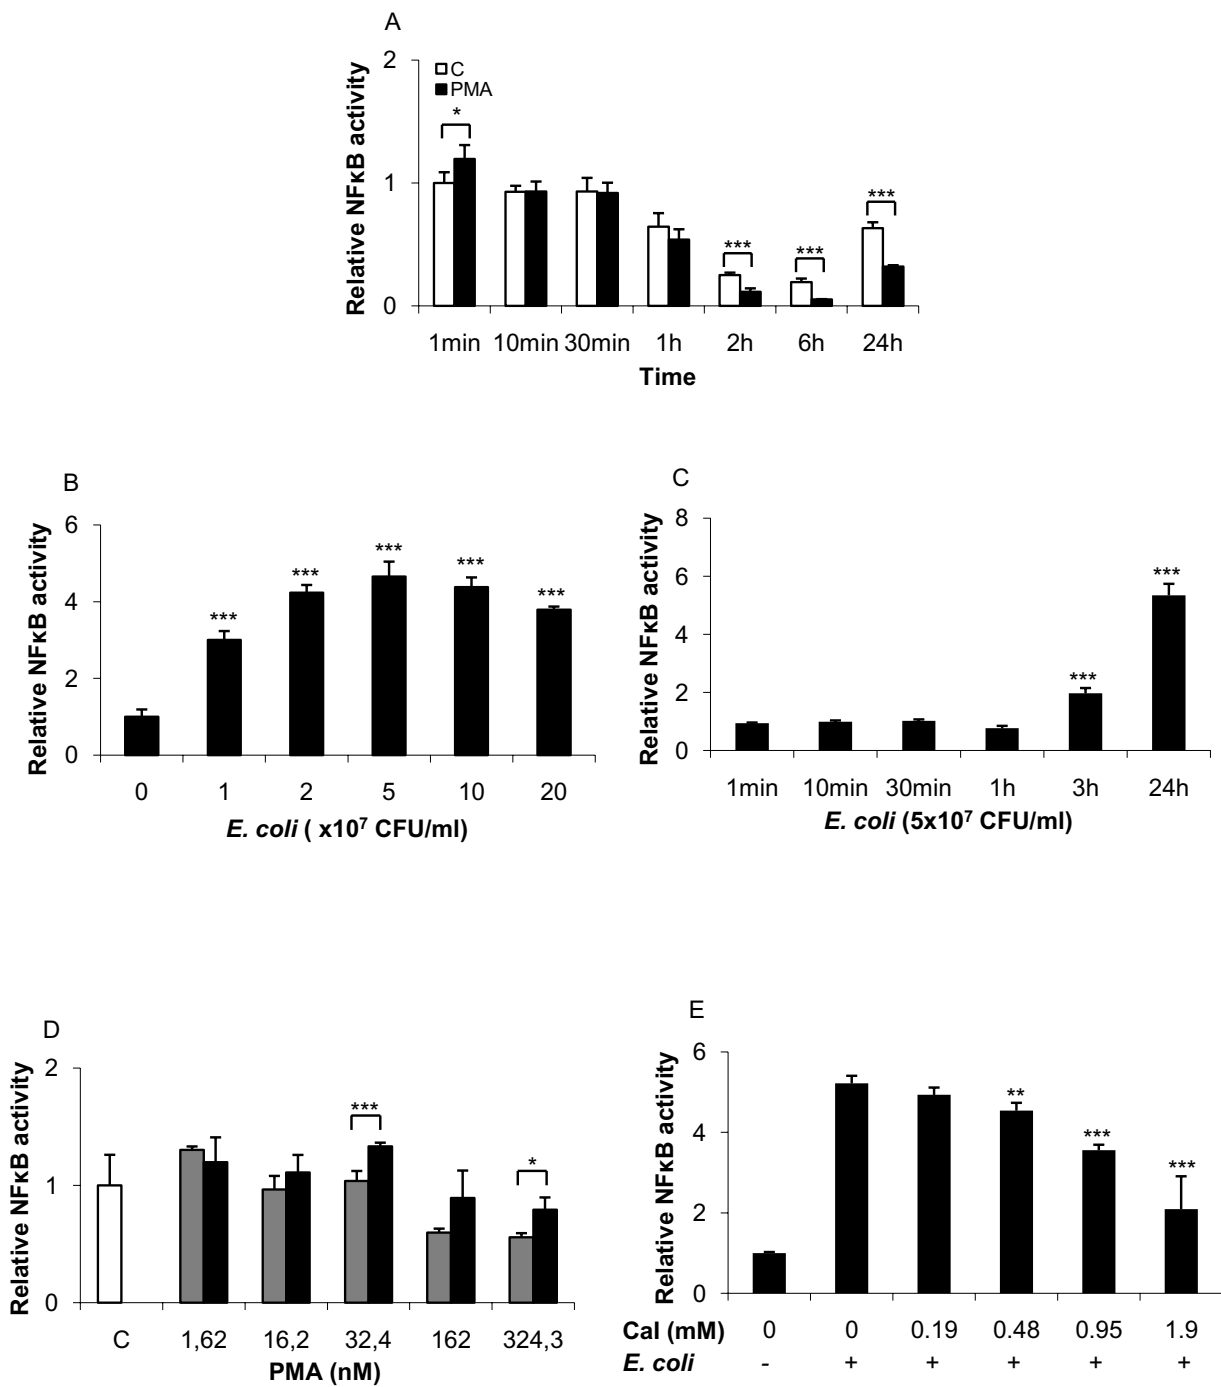 A
Relative NFκB activity
2
1
0
C
PMA
*
***
***
***
1min 10min 30min 1h 2h 6h 24h
Time
B
Relative NFκB activity
6
4
2
0
***
***
***
***
***
0 1 2 5 10 20
E. coli ( x10⁷ CFU/ml)
C
Relative NFκB activity
8
6
4
2
0
***
***
1min 10min 30min 1h 3h 24h
E. coli (5x10⁷ CFU/ml)
D
Relative NFκB activity
2
1
0
***
*
C 1,62 16,2 32,4 162 324,3
PMA (nM)
E
Relative NFκB activity
6
4
2
0
**
***
***
Cal (mM) 0 0 0.19 0.48 0.95 1.9
E. coli - + + + + +